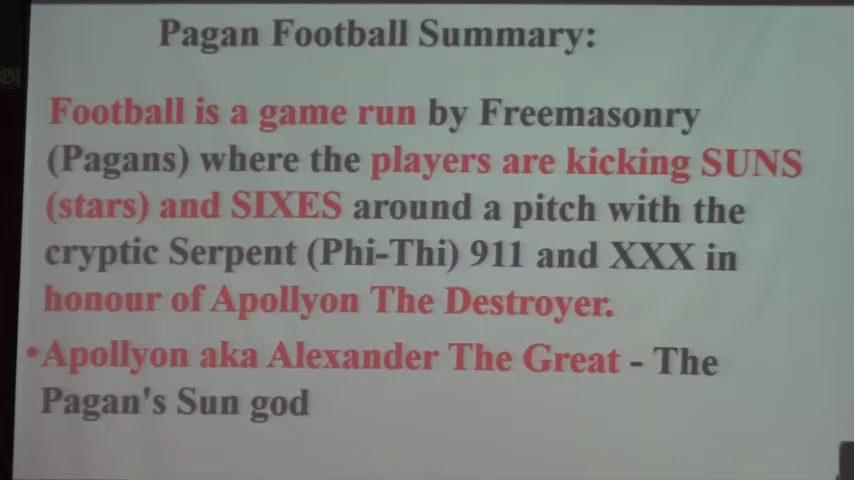 Pagan Football Summary:
Football is a game run by Freemasonry
(Pagans) where the players are kicking SUNS
(stars) and SIXES around a pitch with the
cryptic Serpent (Phi-Thi) 911 and XXX in
honour of Apollyon The Destroyer.
•Apollyon aka Alexander The Great - The
Pagan's Sun god